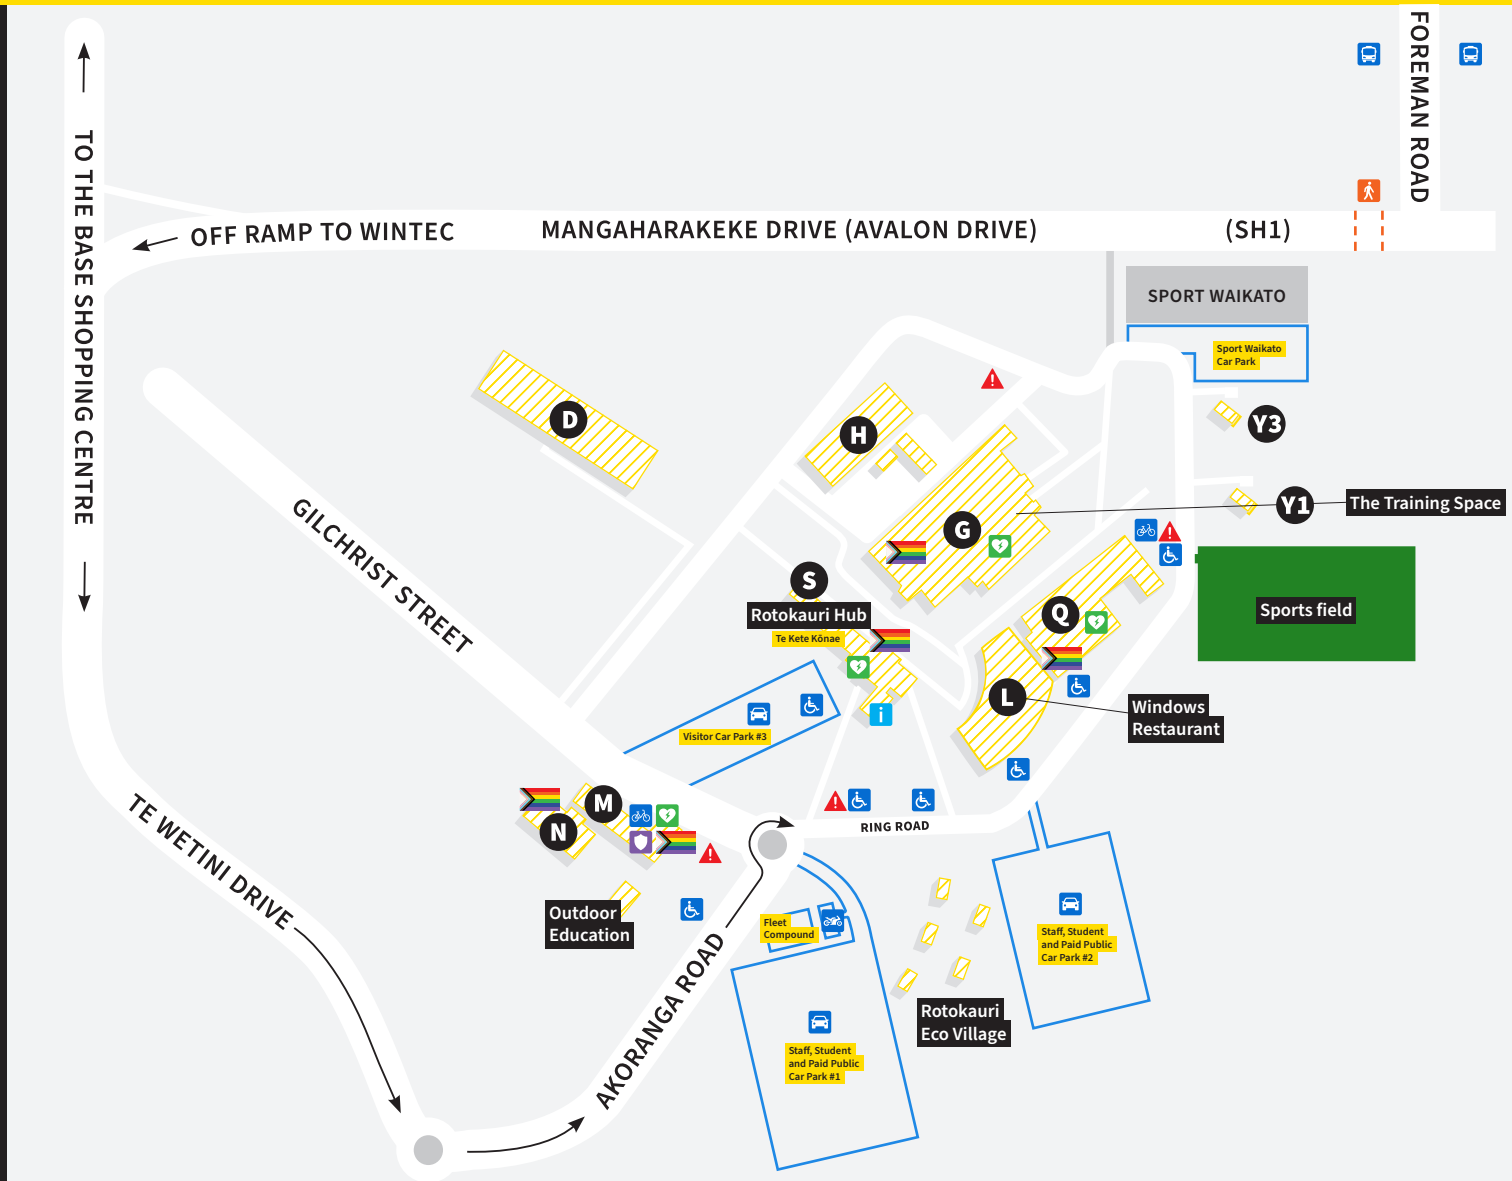 FOREMAN ROAD
TO THE BASE SHOPPING CENTRE
OFF RAMP TO WINTEC
MANGAHARAKEKE DRIVE (AVALON DRIVE)
(SH1)
SPORT WAIKATO
Sport Waikato
Car Park
D
H
Y3
G
Y1
The Training Space
GILCHRIST STREET
S
Rotokauri Hub
Te Kete Kōnae
Q
Sports field
L
Windows
Restaurant
i
Visitor Car Park #3
M
N
RING ROAD
TE WETINI DRIVE
Outdoor
Education
Fleet
Compound
AKORANGA ROAD
Staff, Student
and Paid Public
Car Park #2
Rotokauri
Eco Village
Staff, Student
and Paid Public
Car Park #1